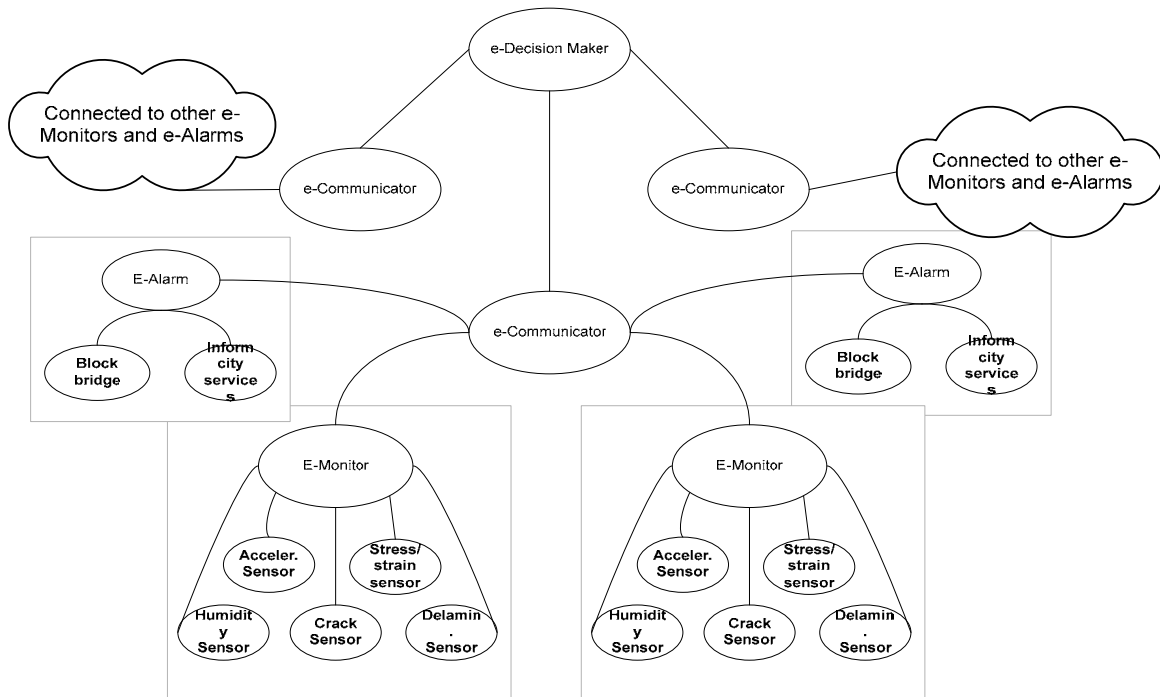 e-Decision Maker
Connected to other e-
Monitors and e-Alarms
e-Communicator
e-Communicator
Connected to other e-
Monitors and e-Alarms
E-Alarm
Block
bridge
Inform
city
service
s
e-Communicator
E-Alarm
Block
bridge
Inform
city
service
s
E-Monitor
Acceler.
Sensor
Stress/
strain
sensor
Humidit
y
Sensor
Crack
Sensor
Delamin
.
Sensor
E-Monitor
Acceler.
Sensor
Stress/
strain
sensor
Humidit
y
Sensor
Crack
Sensor
Delamin
.
Sensor